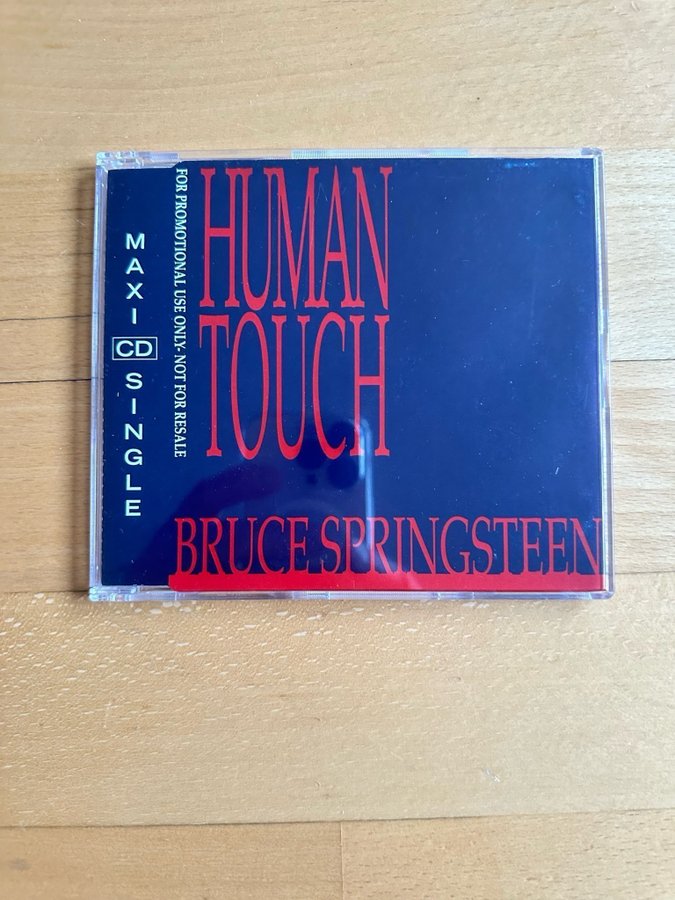 MAXI CD SINGLE
FOR PROMOTIONAL USE ONLY- NOT FOR RESALE
HUMAN
TOUCH
BRUCE SPRINGSTEEN